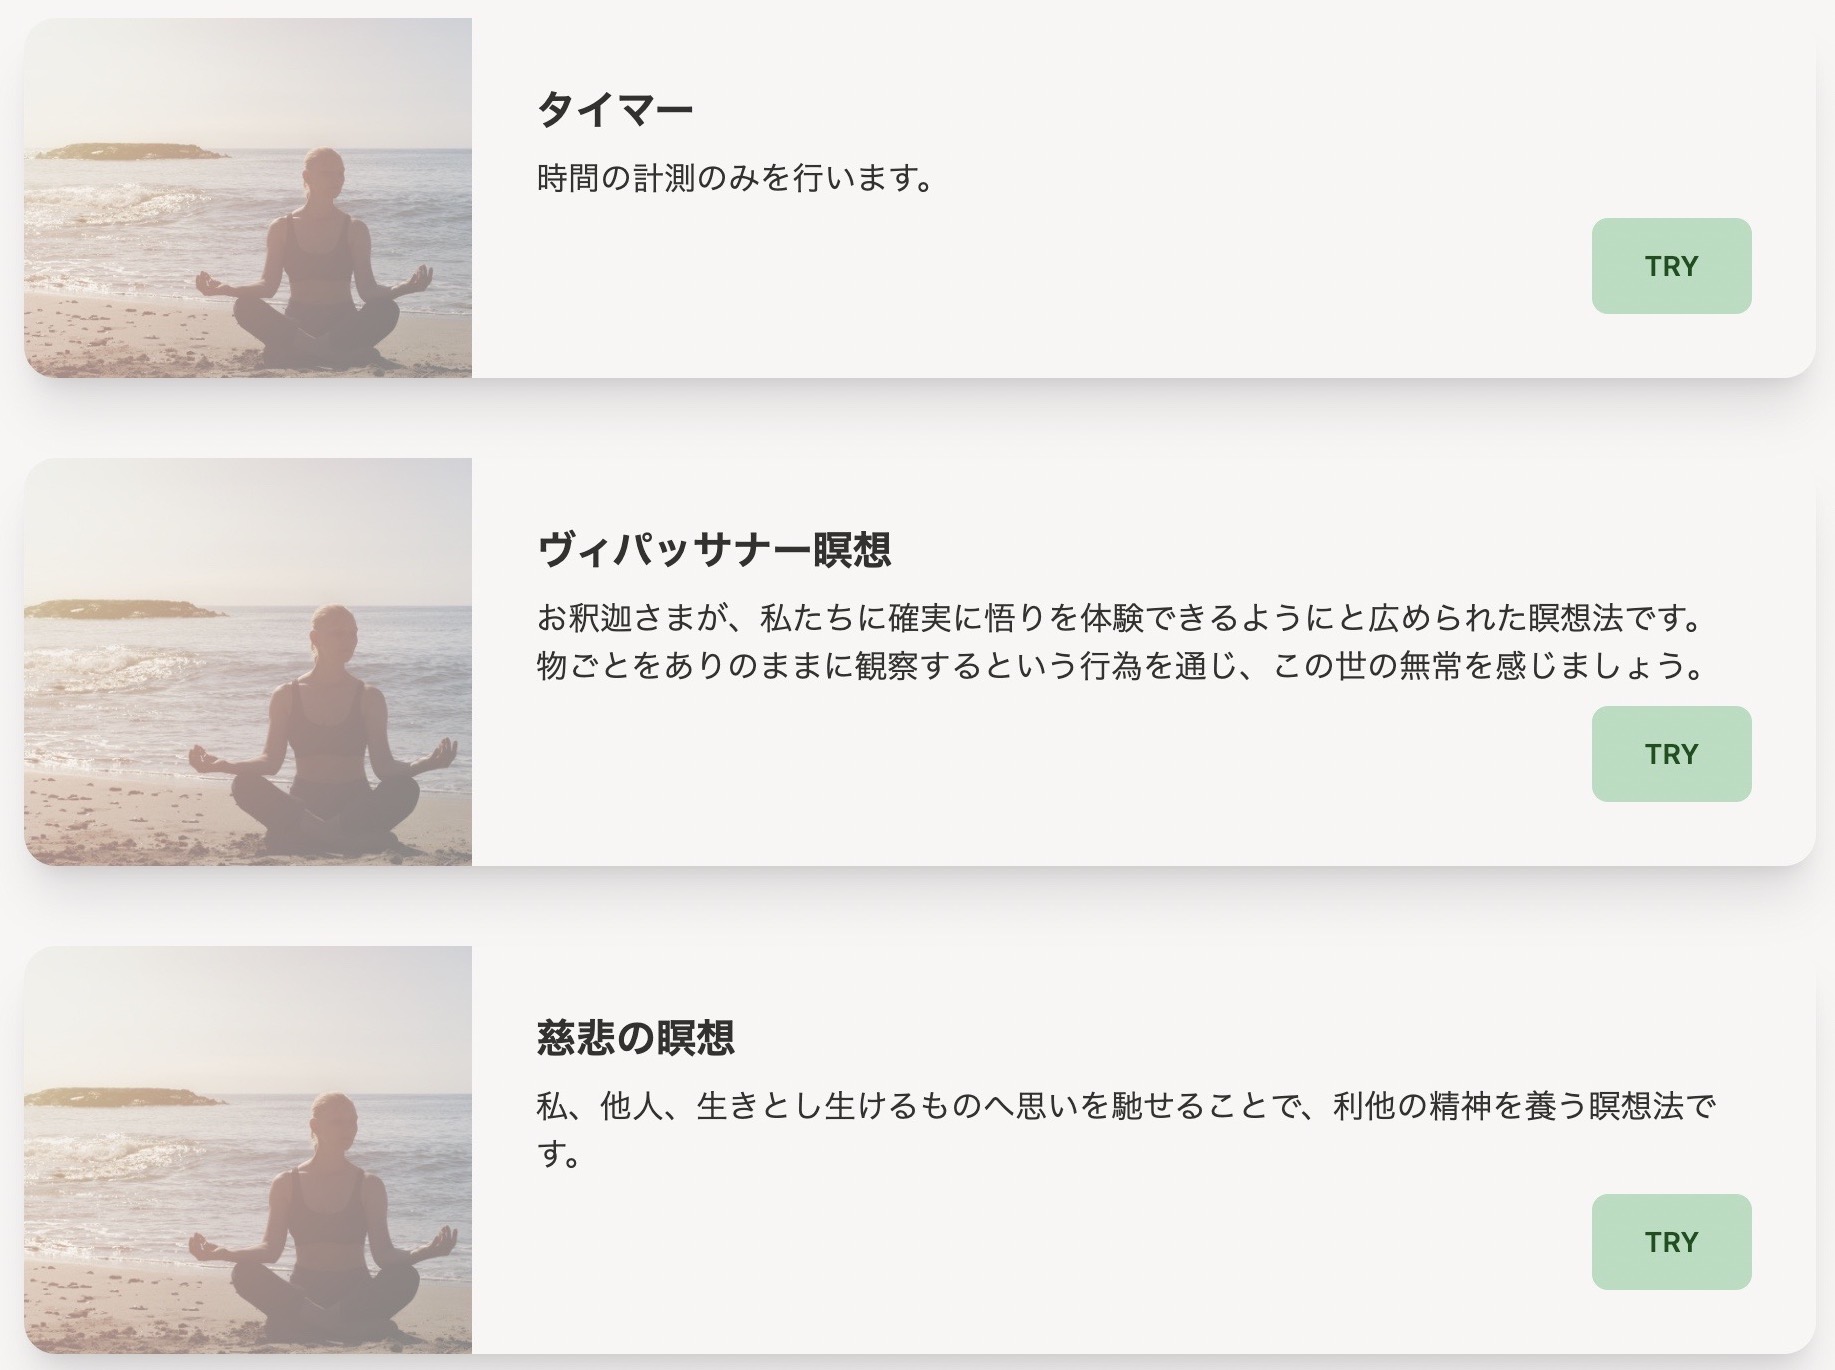 タイマー
時間の計測のみを行います。
TRY
ヴィパッサナー瞑想
お釈迦さまが、私たちに確実に悟りを体験できるようにと広められた瞑想法です。
物ごとをありのままに観察するという行為を通じ、この世の無常を感じましょう。
TRY
慈悲の瞑想
私、他人、生きとし生けるものへ思いを馳せることで、利他の精神を養う瞑想法で
す。
TRY